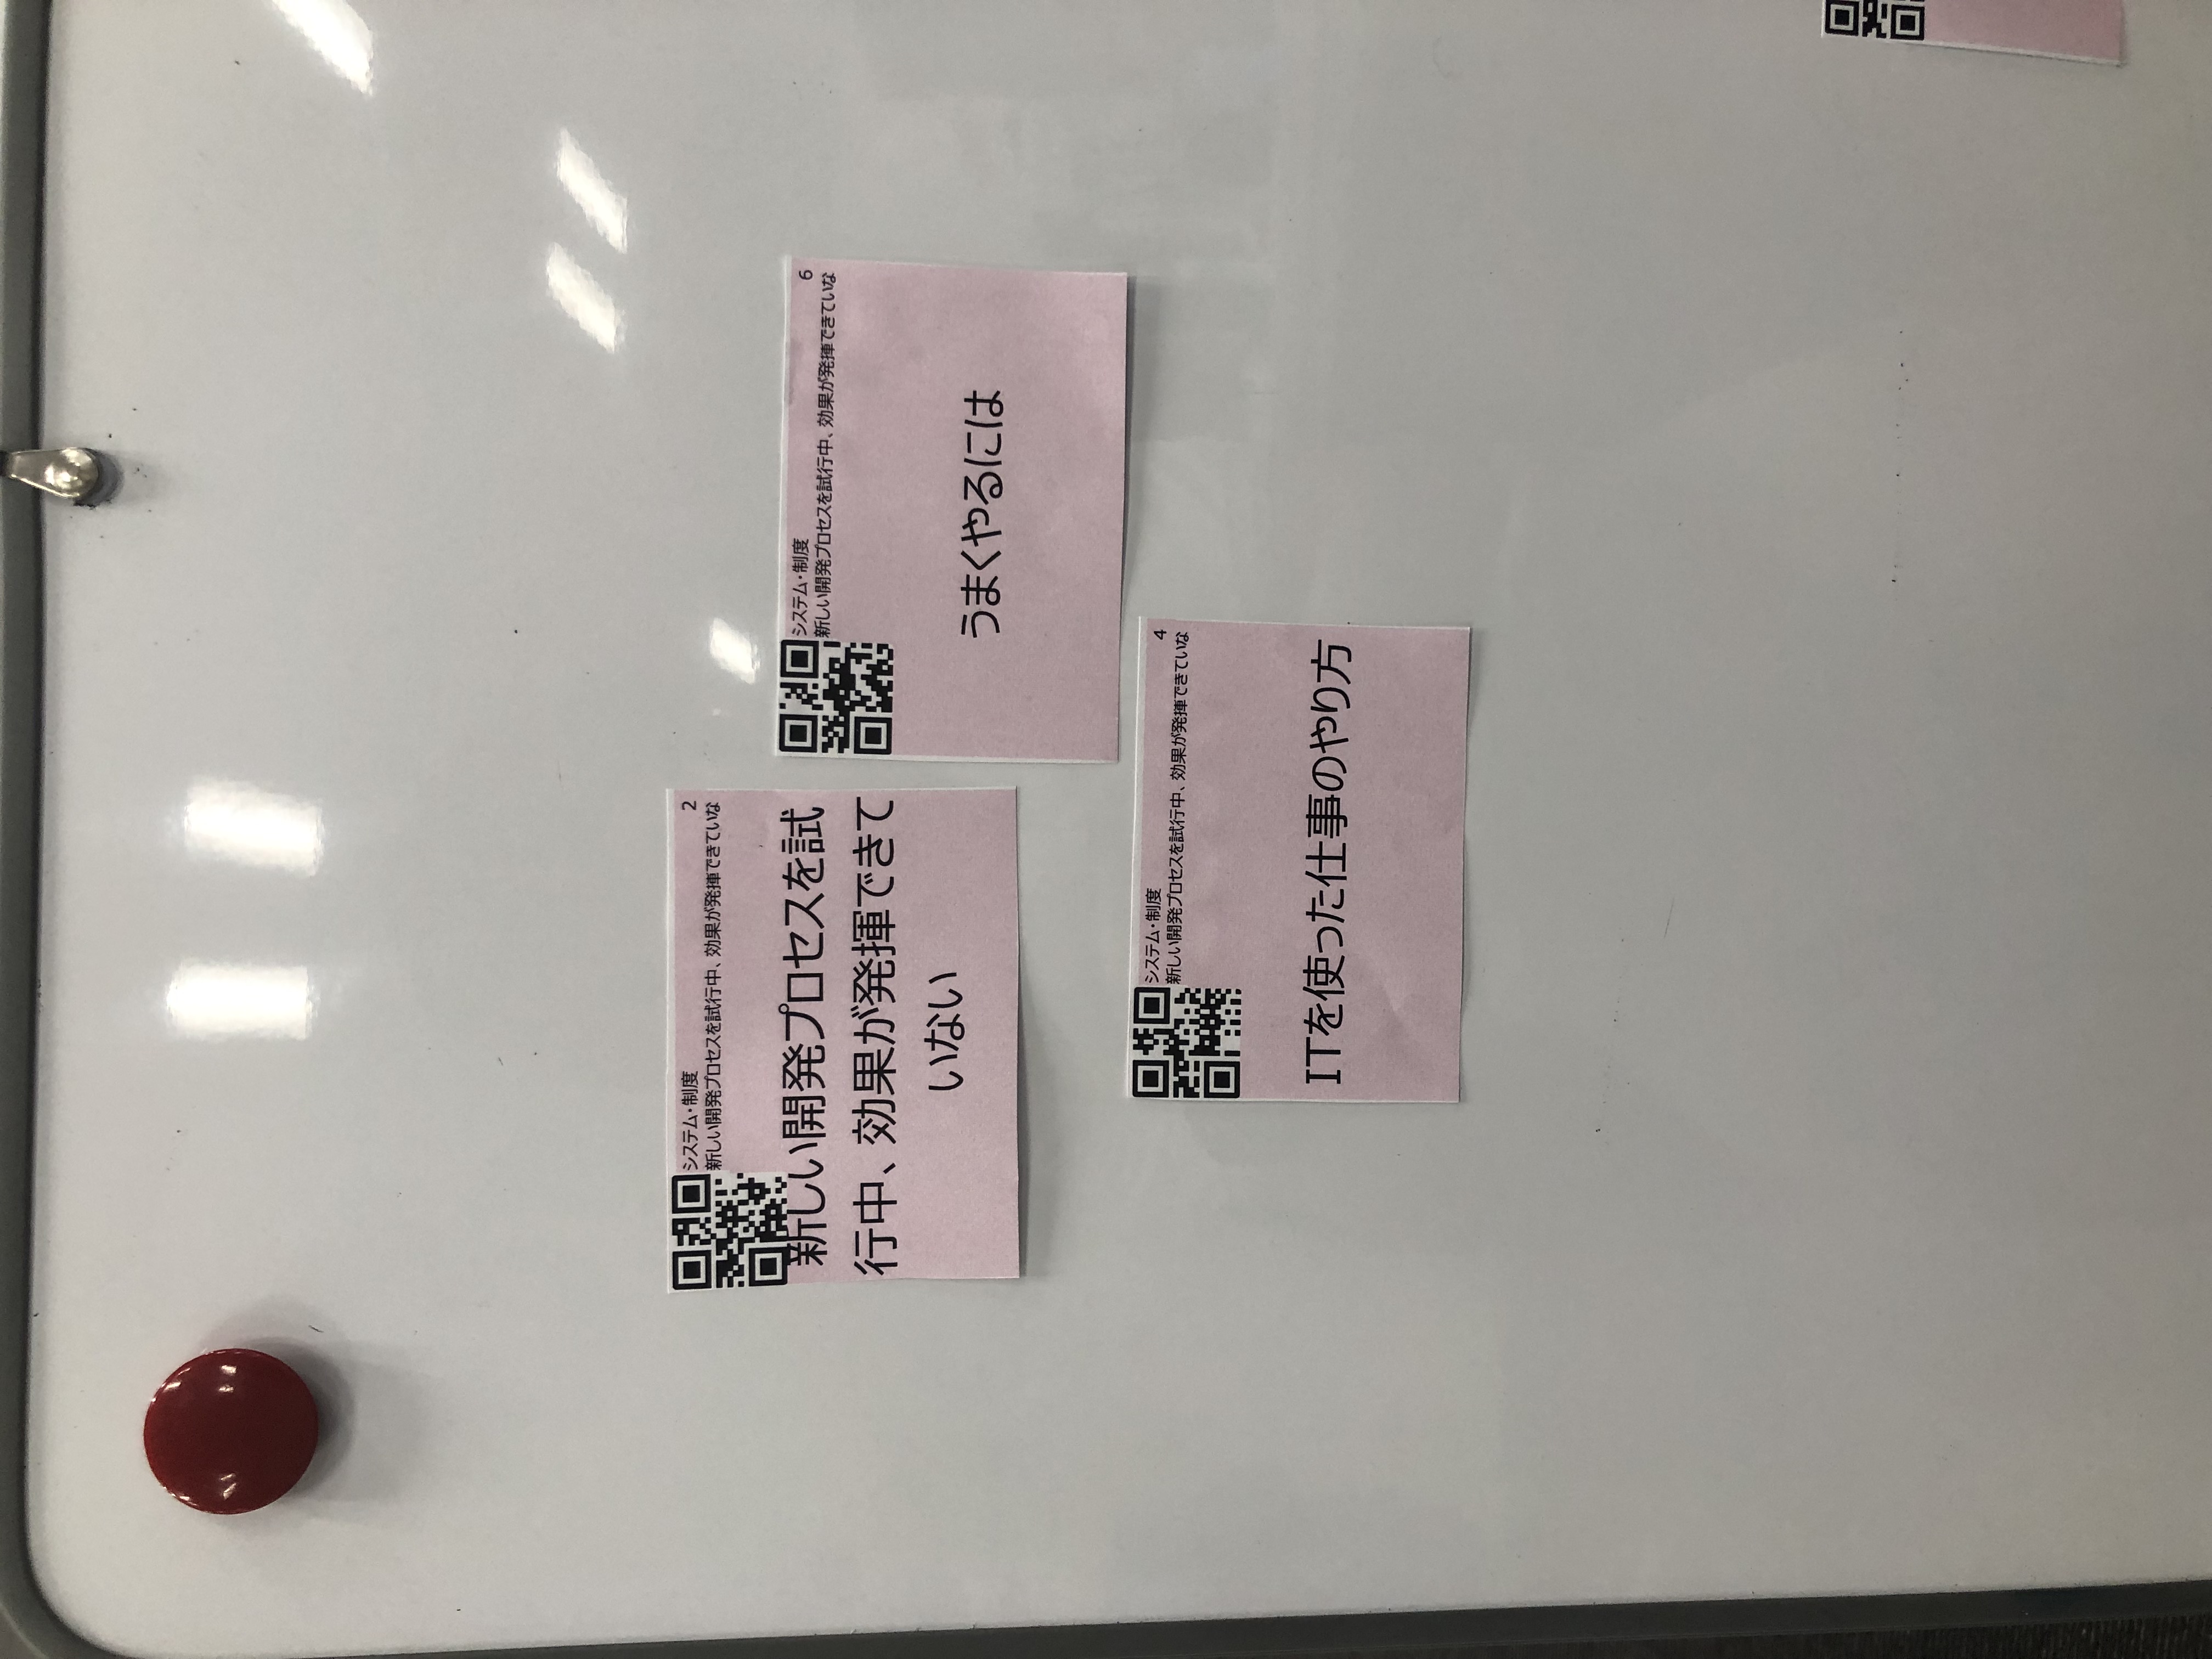 システム・制度
2
新しい開発プロセスを試行中、効果が発揮できていな
新しい開発プロセスを試
行中、効果が発揮できて
いない
システム・制度
6
新しい開発プロセスを試行中、効果が発揮できていな
うまくやるには
システム・制度
4
新しい開発プロセスを試行中、効果が発揮できていな
ITを使った仕事のやり方